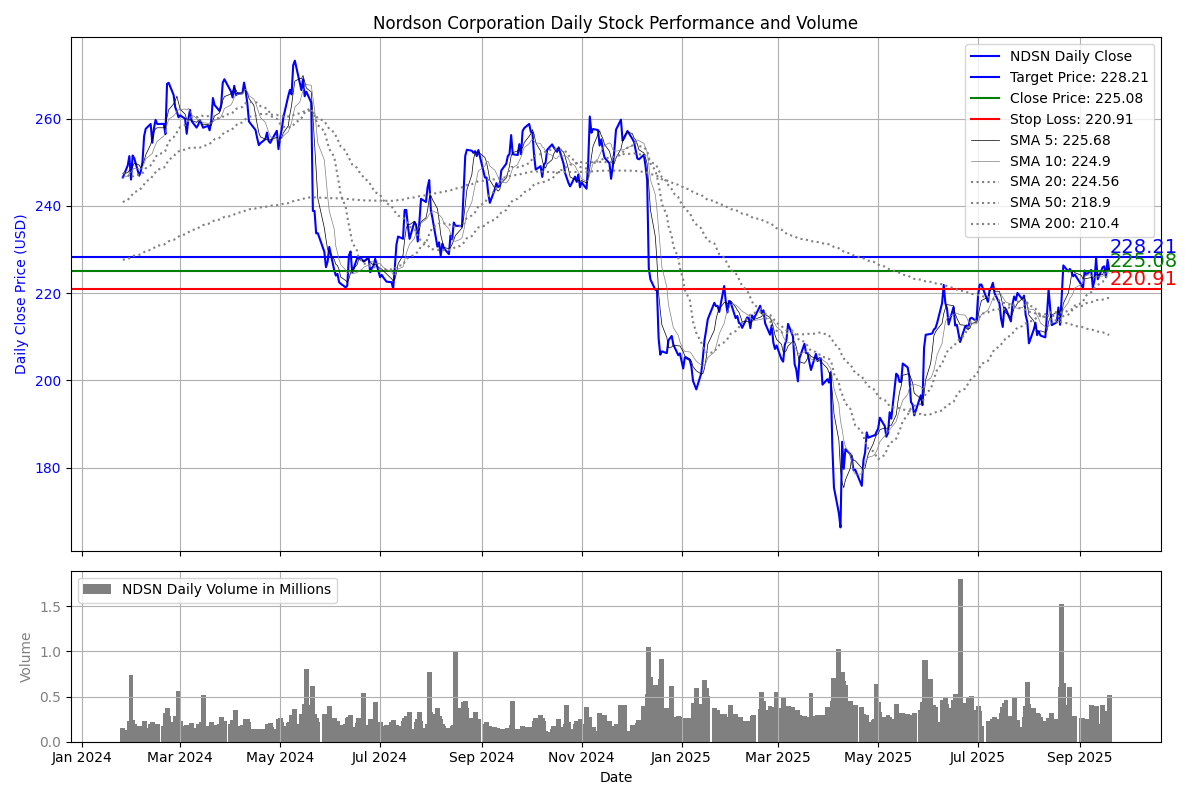 Nordson Corporation Daily Stock Performance and Volume
Daily Close Price (USD)
260
240
220
200
180
NDSN Daily Close
Target Price: 228.21
Close Price: 225.08
Stop Loss: 220.91
SMA 5: 225.68
SMA 10: 224.9
SMA 20: 224.56
SMA 50: 218.9
SMA 200: 210.4
228.21
225.08
220.91
NDSN Daily Volume in Millions
Volume
1.5
1.0
0.5
0.0
Jan 2024 Mar 2024 May 2024 Jul 2024 Sep 2024 Nov 2024 Jan 2025 Mar 2025 May 2025 Jul 2025 Sep 2025
Date